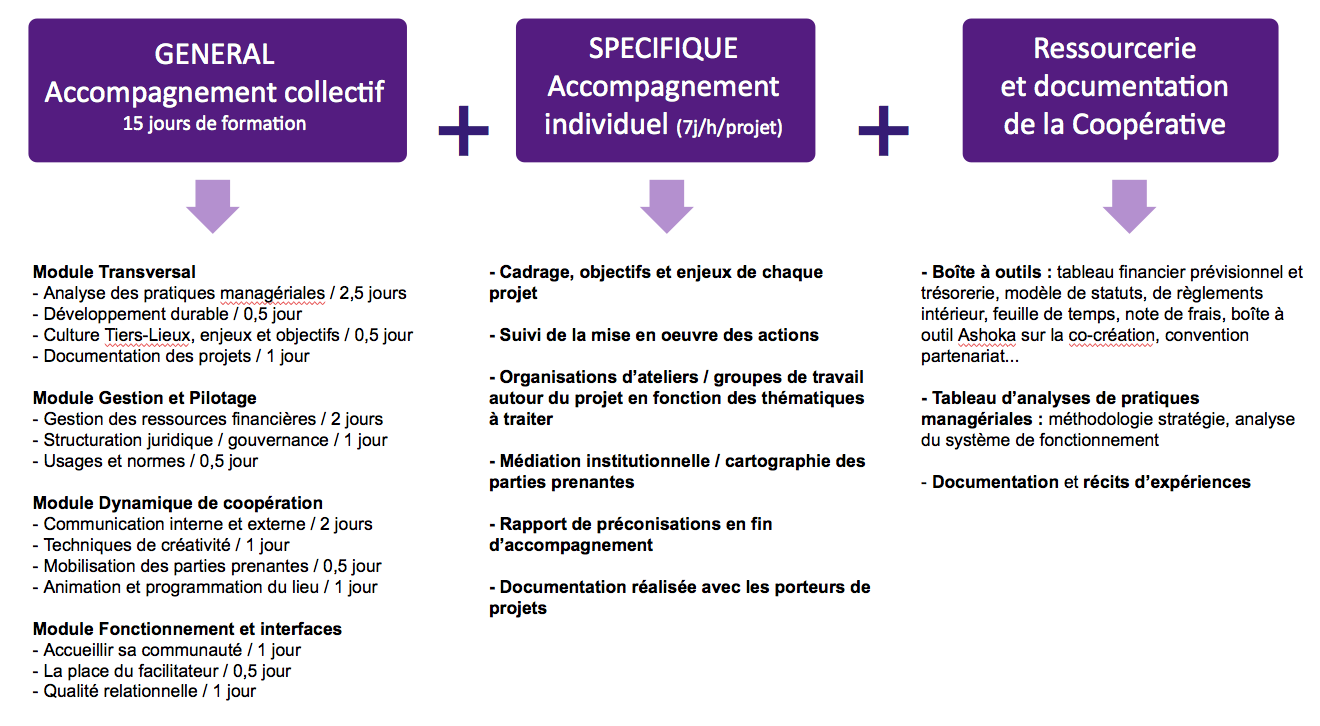 GENERAL
Accompagnement collectif
15 jours de formation
+
SPECIFIQUE
Accompagnement
individuel (7j/h/projet)
+
Ressourcerie
et documentation
de la Coopérative
Module Transversal
- Analyse des pratiques managériales / 2,5 jours
- Développement durable / 0,5 jour
- Culture Tiers-Lieux, enjeux et objectifs / 0,5 jour
- Documentation des projets / 1 jour
Module Gestion et Pilotage
- Gestion des ressources financières / 2 jours
- Structuration juridique / gouvernance / 1 jour
- Usages et normes / 0,5 jour
Module Dynamique de coopération
- Communication interne et externe / 2 jours
- Techniques de créativité / 1 jour
- Mobilisation des parties prenantes / 0,5 jour
- Animation et programmation du lieu / 1 jour
Module Fonctionnement et interfaces
- Accueillir sa communauté / 1 jour
- La place du facilitateur / 0,5 jour
- Qualité relationnelle / 1 jour
- Cadrage, objectifs et enjeux de chaque
projet
- Suivi de la mise en oeuvre des actions
- Organisations d’ateliers / groupes de travail
autour du projet en fonction des thématiques
à traiter
- Médiation institutionnelle / cartographie des
parties prenantes
- Rapport de préconisations en fin
d’accompagnement
- Documentation réalisée avec les porteurs de
projets
- Boîte à outils : tableau financier prévisionnel et
trésorerie, modèle de statuts, de règlements
intérieur, feuille de temps, note de frais, boîte à
outil Ashoka sur la co-création, convention
partenariat...
- Tableau d’analyses de pratiques
managériales : méthodologie stratégie, analyse
du système de fonctionnement
- Documentation et récits d’expériences